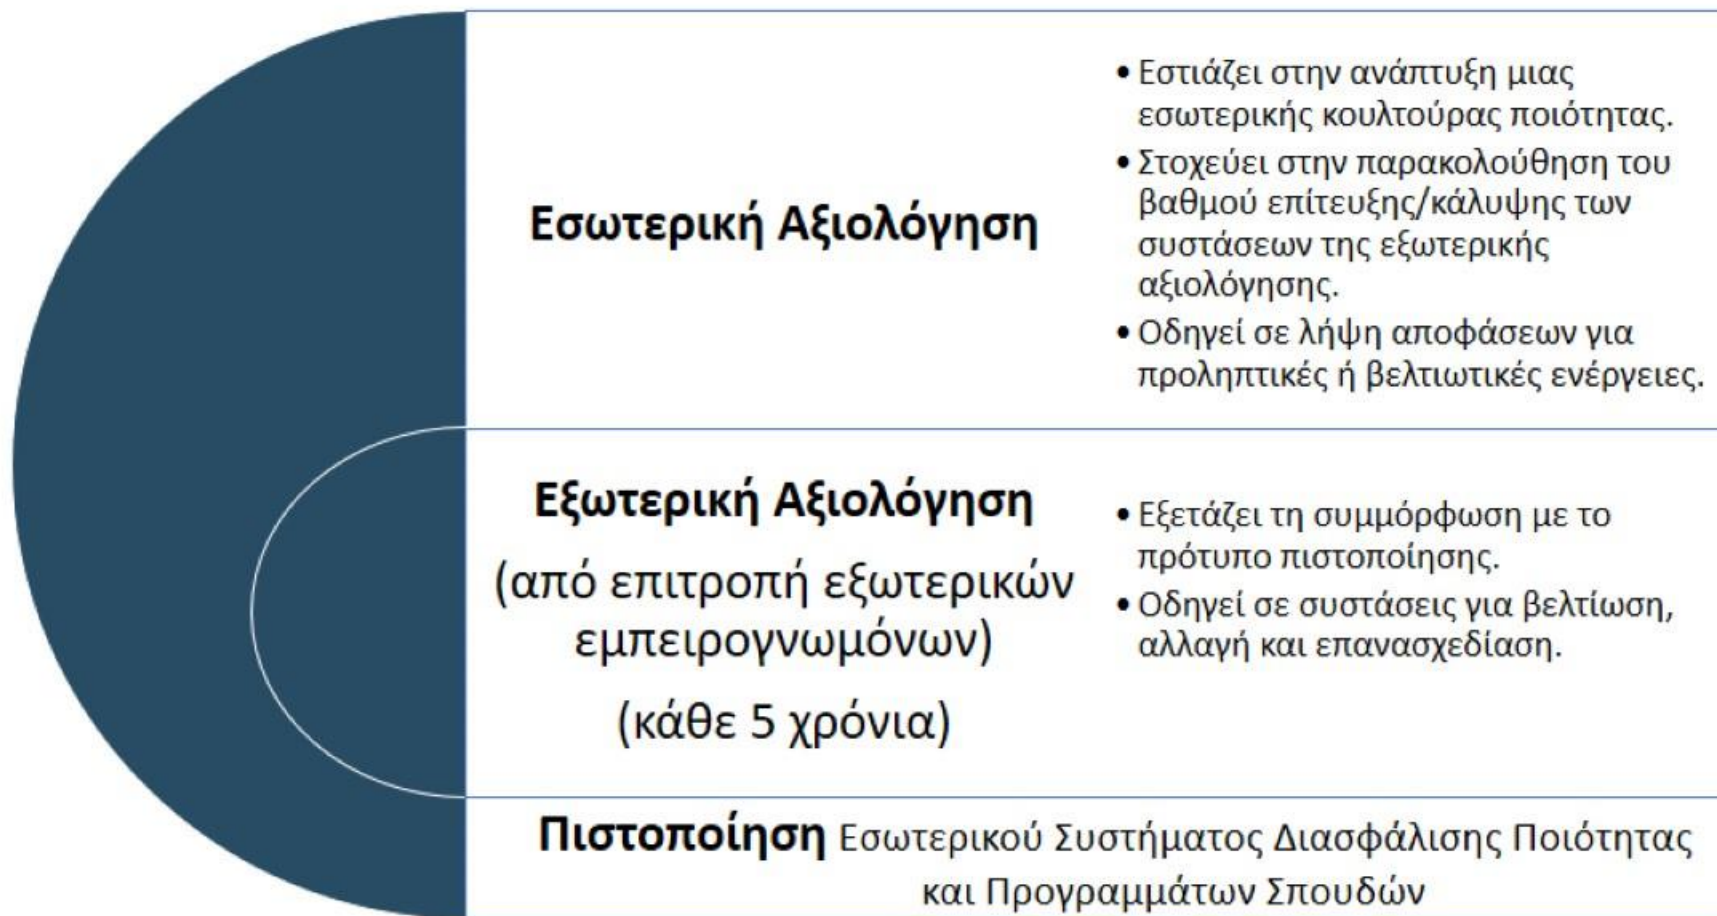 Εσωτερική Αξιολόγηση
• Εστιάζει στην ανάπτυξη μιας
εσωτερικής κουλτούρας ποιότητας.
• Στοχεύει στην παρακολούθηση του
βαθμού επίτευξης/κάλυψης των
συστάσεων της εξωτερικής
αξιολόγησης.
• Οδηγεί σε λήψη αποφάσεων για
προληπτικές ή βελτιωτικές ενέργειες.
Εξωτερική Αξιολόγηση
(από επιτροπή εξωτερικών
εμπειρογνωμόνων)
(κάθε 5 χρόνια)
• Εξετάζει τη συμμόρφωση με το
πρότυπο πιστοποίησης.
• Οδηγεί σε συστάσεις για βελτίωση,
αλλαγή και επανασχεδίαση.
Πιστοποίηση Εσωτερικού Συστήματος Διασφάλισης Ποιότητας
και Προγραμμάτων Σπουδών